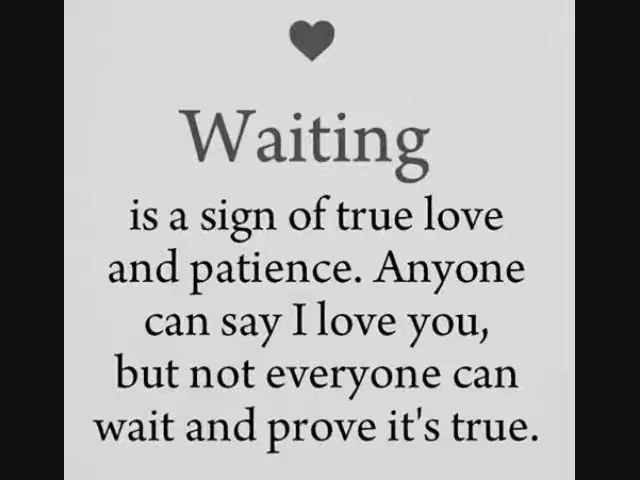 Waiting
is a sign of true love
and patience. Anyone
can say I love you,
but not everyone can
wait and prove it's true.